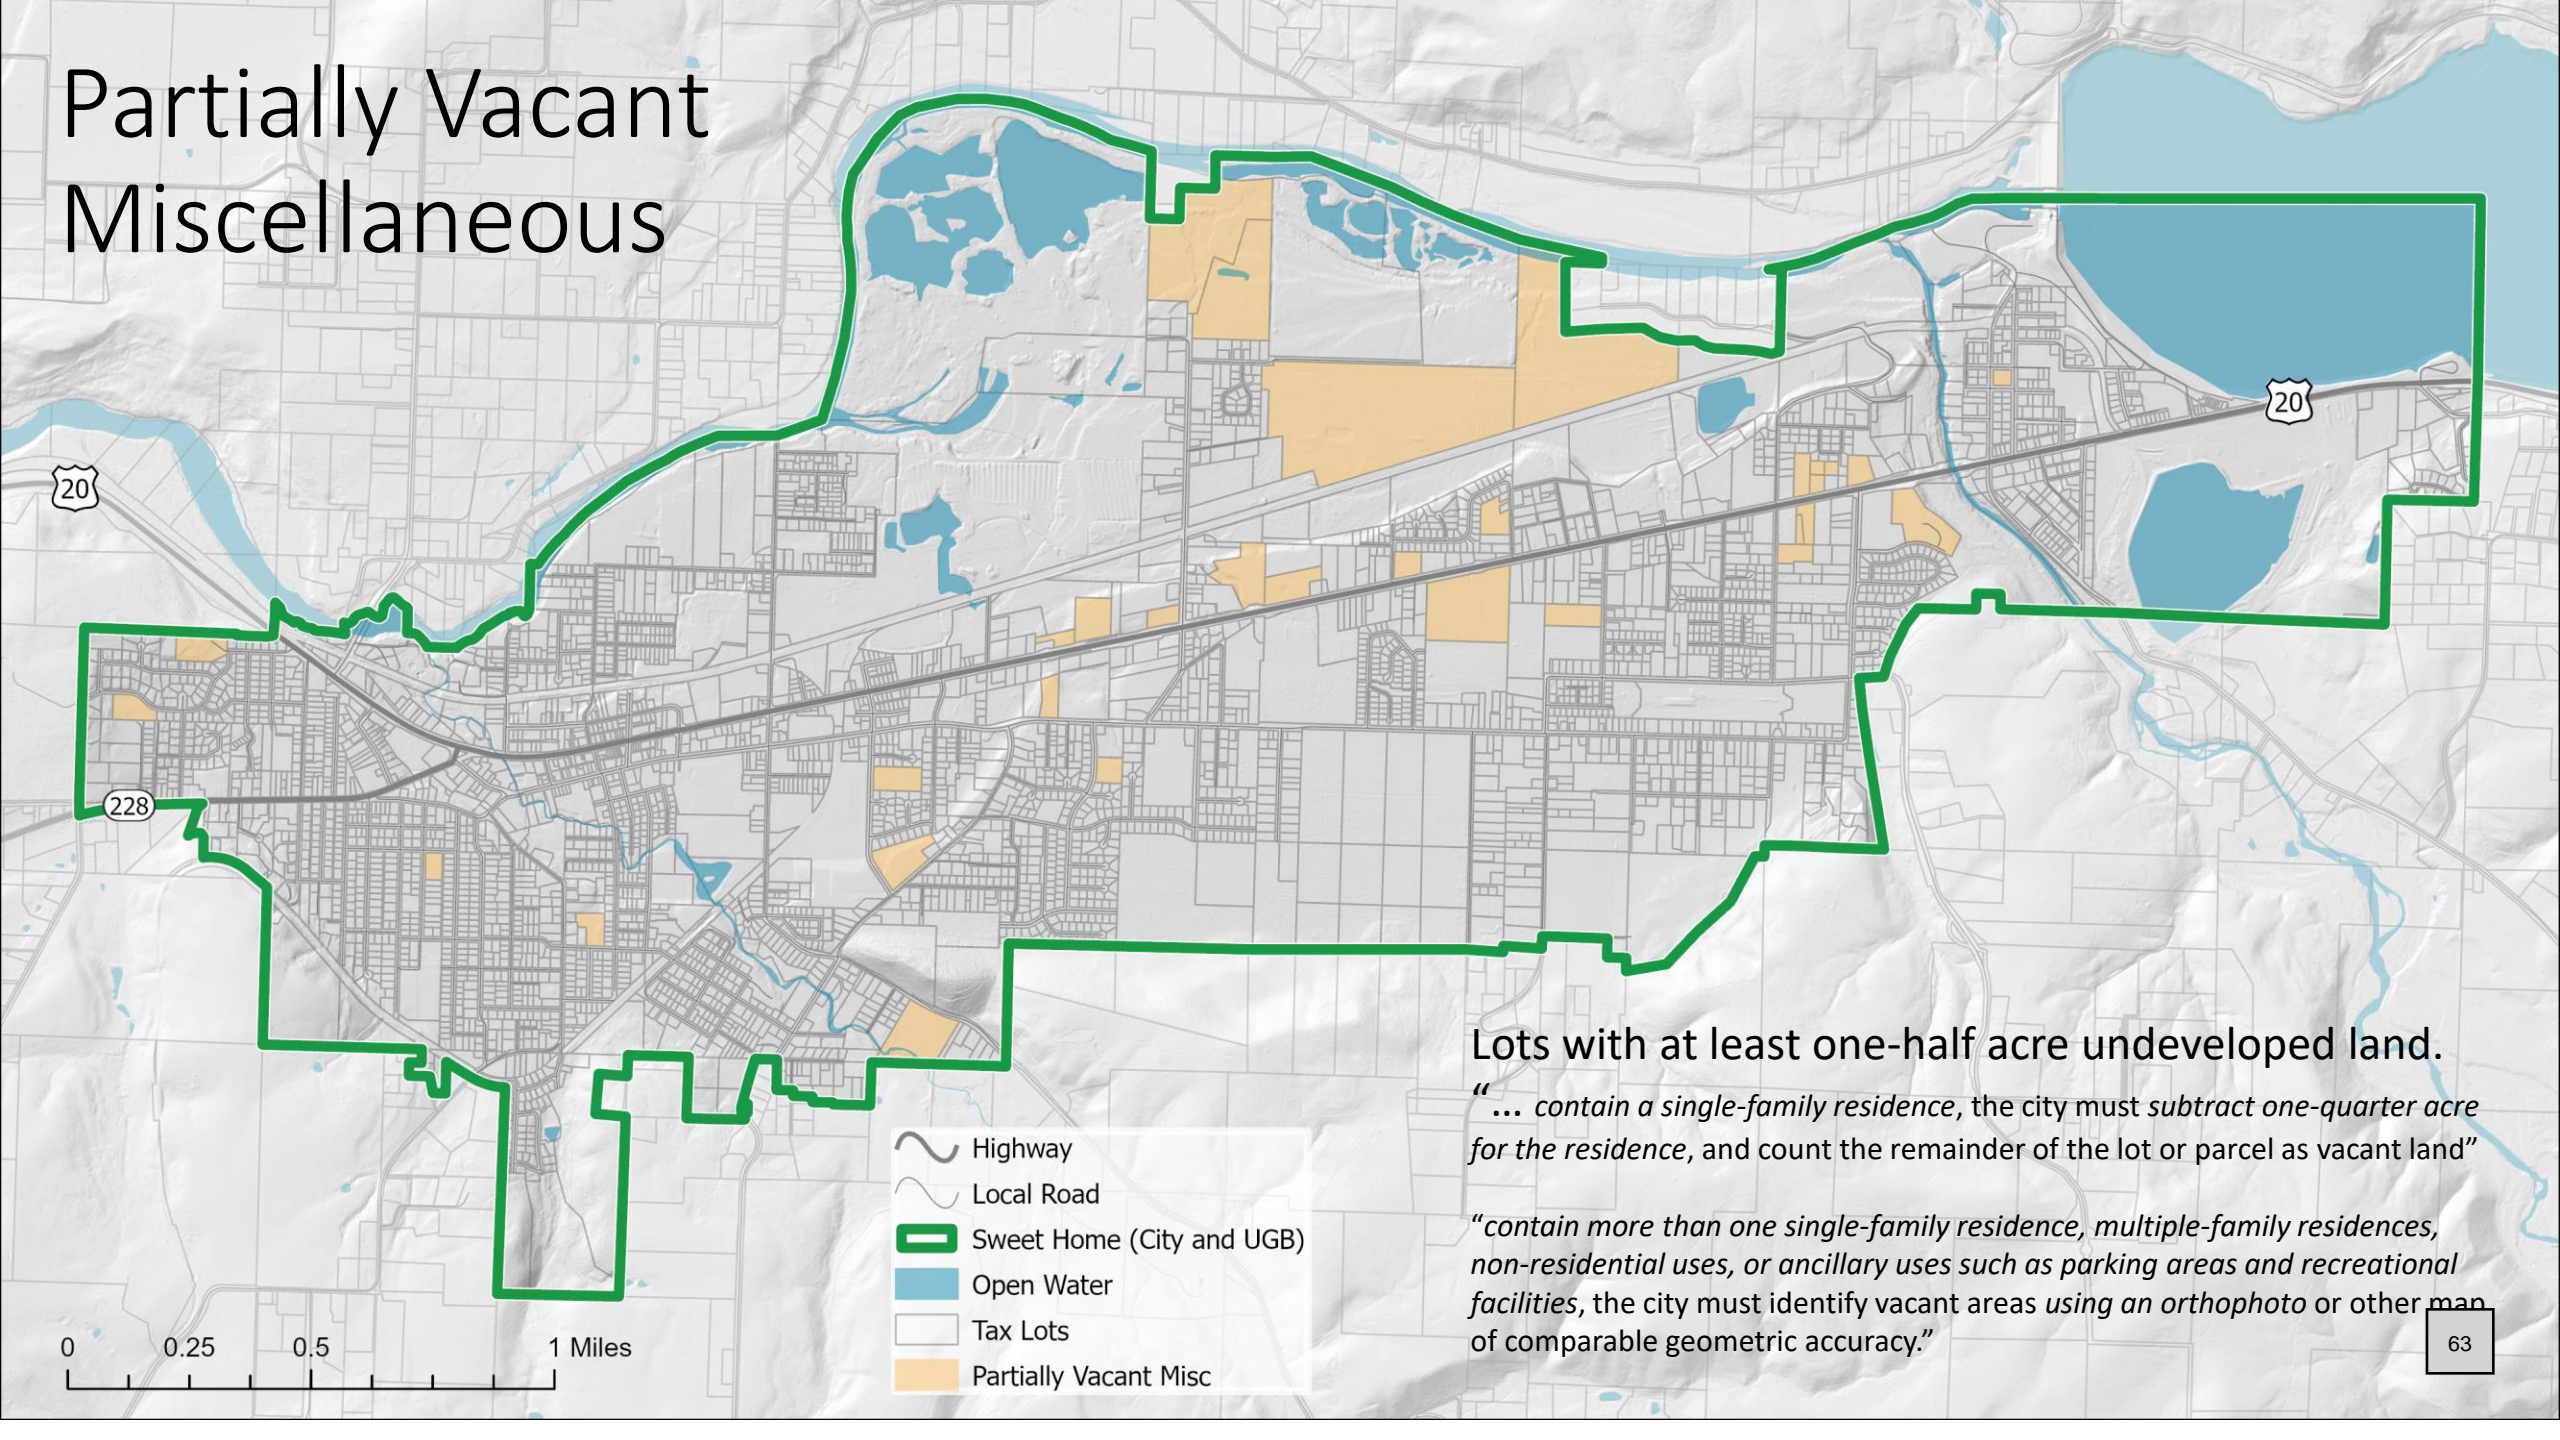 Partially Vacant
Miscellaneous
20
20
228
Lots with at least one-half acre undeveloped land.
“… contain a single-family residence, the city must subtract one-quarter acre
for the residence, and count the remainder of the lot or parcel as vacant land”
“contain more than one single-family residence, multiple-family residences,
non-residential uses, or ancillary uses such as parking areas and recreational
facilities, the city must identify vacant areas using an orthophoto or other map
of comparable geometric accuracy.”
Highway
Local Road
Sweet Home (City and UGB)
Open Water
Tax Lots
Partially Vacant Misc
0 0.25 0.5 1 Miles
63